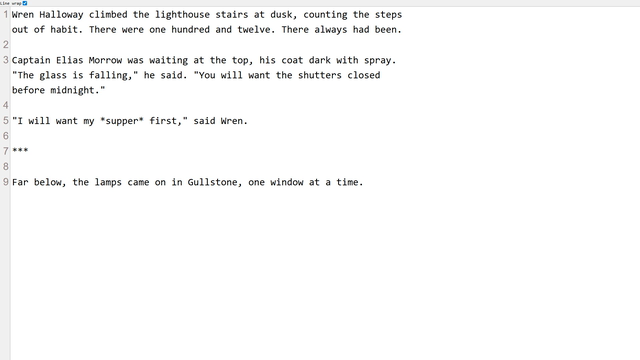 Line wrap
1 Wren Halloway climbed the lighthouse stairs at dusk, counting the steps
out of habit. There were one hundred and twelve. There always had been.
2
3 Captain Elias Morrow was waiting at the top, his coat dark with spray.
"The glass is falling," he said. "You will want the shutters closed
before midnight."
4
5 "I will want my *supper* first," said Wren.
6
7 ***
8
9 Far below, the lamps came on in Gullstone, one window at a time.